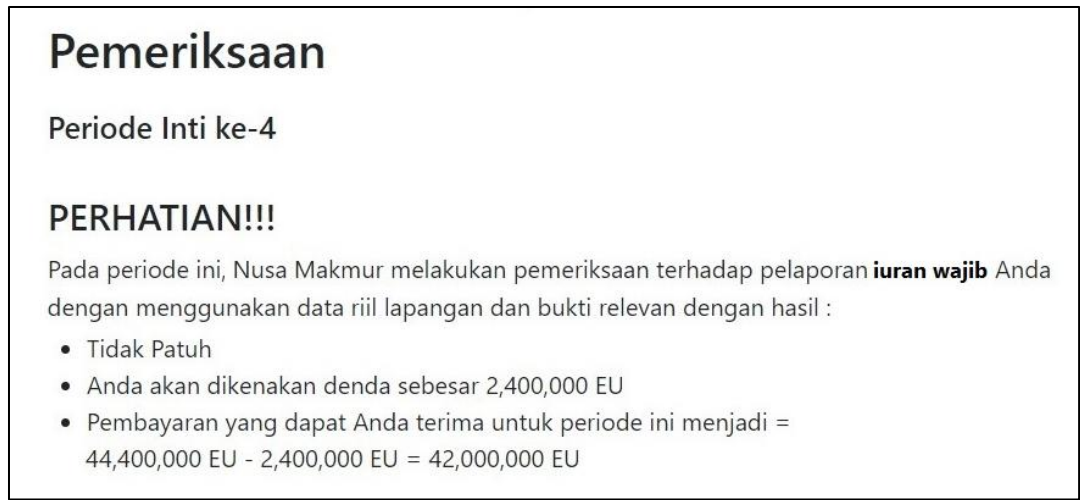 Pemeriksaan
Periode Inti ke-4
PERHATIAN!!!
Pada periode ini, Nusa Makmur melakukan pemeriksaan terhadap pelaporan iuran wajib Anda
dengan menggunakan data riil lapangan dan bukti relevan dengan hasil :
• Tidak Patuh
• Anda akan dikenakan denda sebesar 2,400,000 EU
• Pembayaran yang dapat Anda terima untuk periode ini menjadi =
44,400,000 EU - 2,400,000 EU = 42,000,000 EU